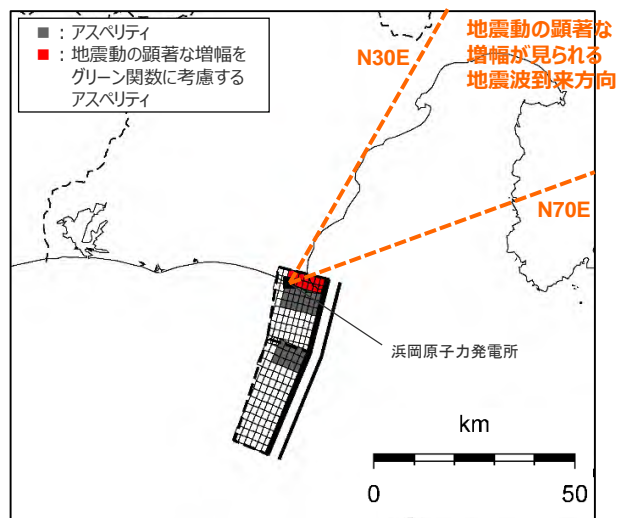 ■ : アスペリティ
■ : 地震動の顕著な増幅を
グリーン関数に考慮する
アスペリティ
地震動の顕著な
増幅が見られる
地震波到来方向
N30E
N70E
浜岡原子力発電所
km
0 50